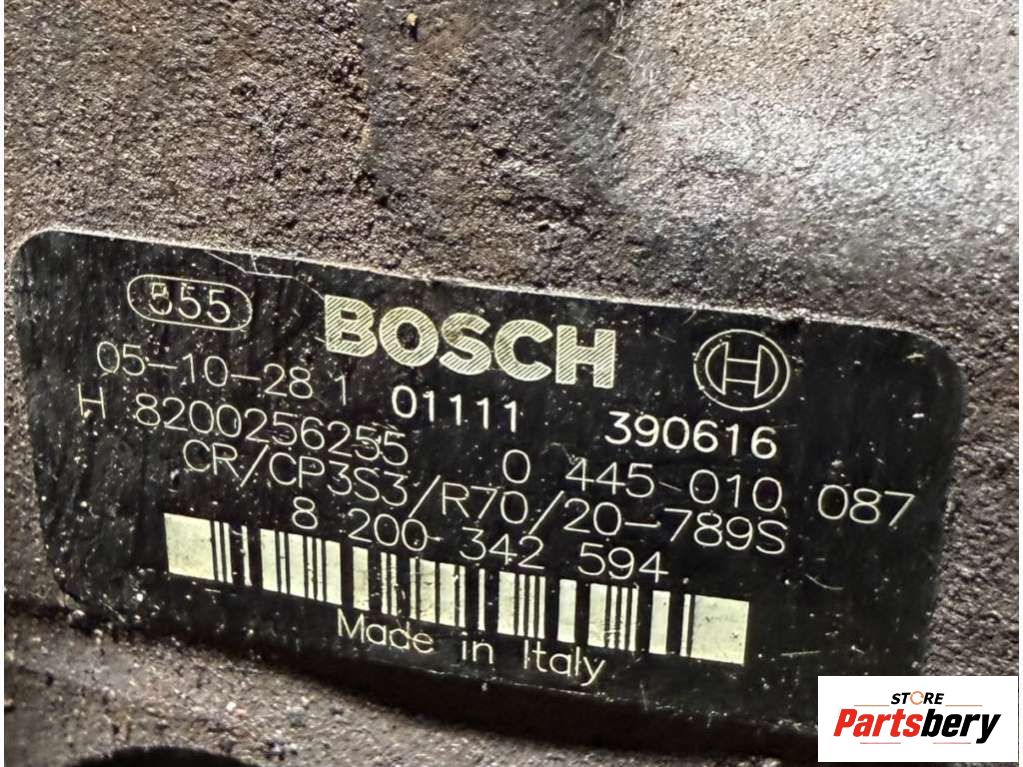 855 BOSCH H
05-10-28 1 01111 390616
H 8200256255 0 445 010 087
CR/CP3S3/R70/20-789S
8 200 342 594
Made in Italy
STORE
Partsbery